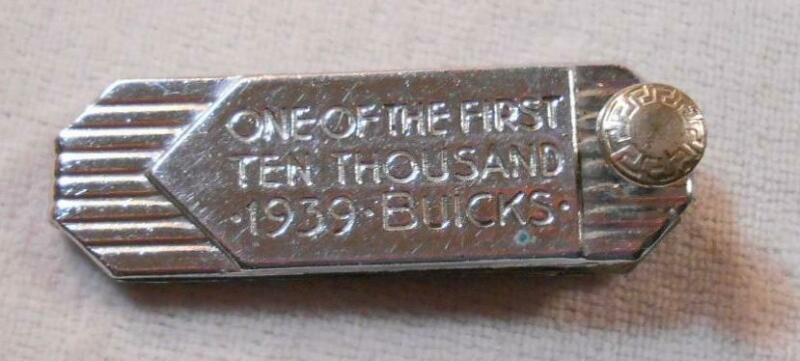 ONE·OF THE FIRST
TEN THOUSAND
·1939· BUICKS·